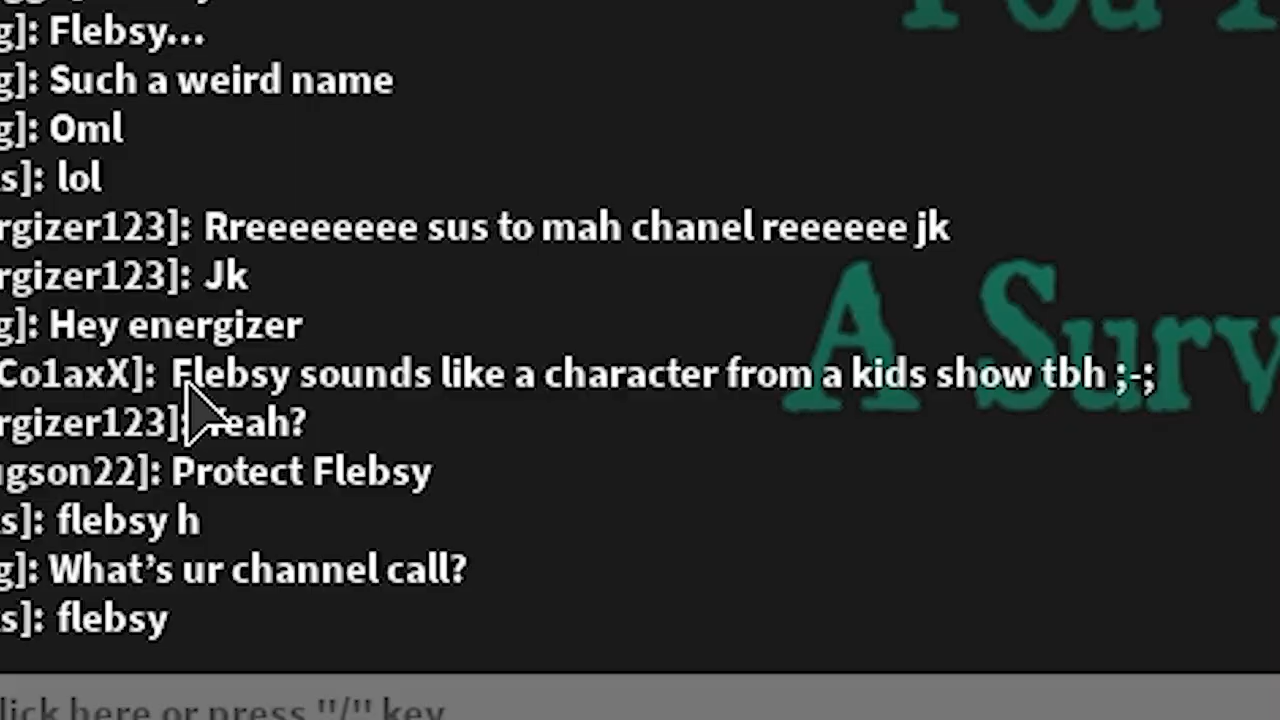 g]: Flebsy...
g]: Such a weird name
g]: Oml
s]: lol
rgizer123]: Rreeeeeeee sus to mah chanel reeeeee jk
rgizer123]: Jk
g]: Hey energizer
Co1axX]: Flebsy sounds like a character from a kids show tbh ;-;
rgizer123]: Yeah?
gson22]: Protect Flebsy
s]: flebsy h
g]: What's ur channel call?
s]: flebsy
lick here or press "/" key
A Surv